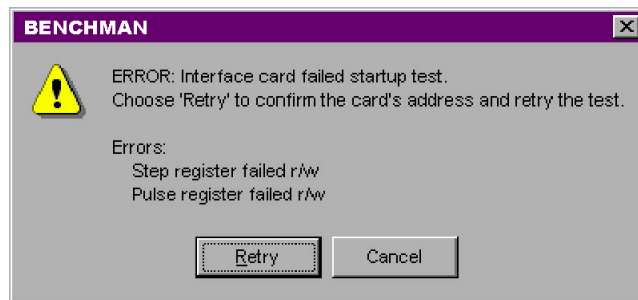 BENCHMAN
ERROR: Interface card failed startup test.
Choose 'Retry' to confirm the card's address and retry the test.
Errors:
Step register failed r/w
Pulse register failed r/w
Retry
Cancel